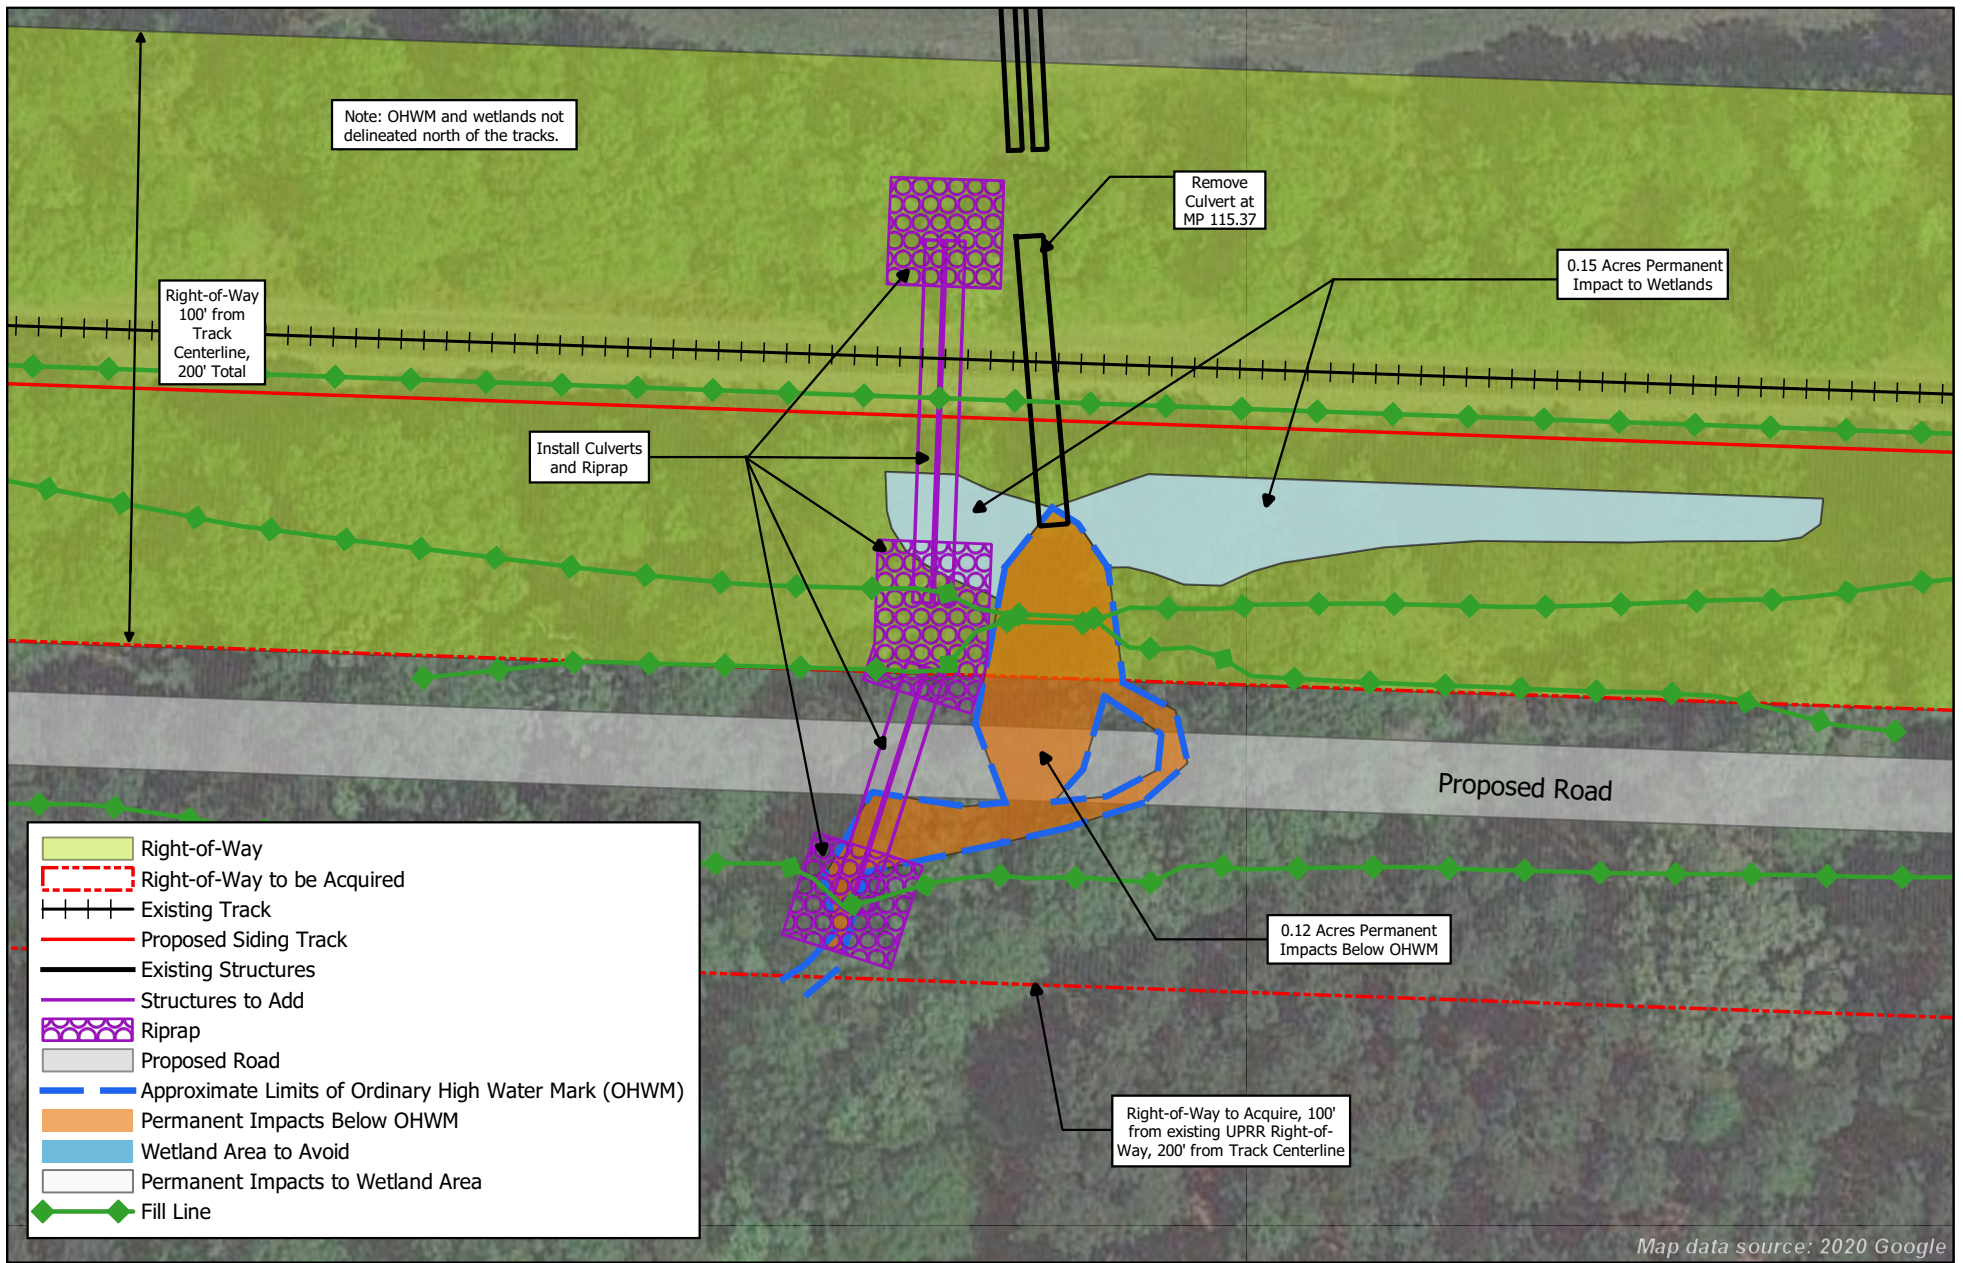 Note: OHWM and wetlands not
delineated north of the tracks.
Remove
Culvert at
MP 115.37
0.15 Acres Permanent
Impact to Wetlands
Right-of-Way
100' from
Track
Centerline,
200' Total
Install Culverts
and Riprap
Proposed Road
0.12 Acres Permanent
Impacts Below OHWM
Right-of-Way to Acquire, 100'
from existing UPRR Right-of-
Way, 200' from Track Centerline
Right-of-Way
Right-of-Way to be Acquired
Existing Track
Proposed Siding Track
Existing Structures
Structures to Add
Riprap
Proposed Road
Approximate Limits of Ordinary High Water Mark (OHWM)
Permanent Impacts Below OHWM
Wetland Area to Avoid
Permanent Impacts to Wetland Area
Fill Line
Map data source: 2020 Google